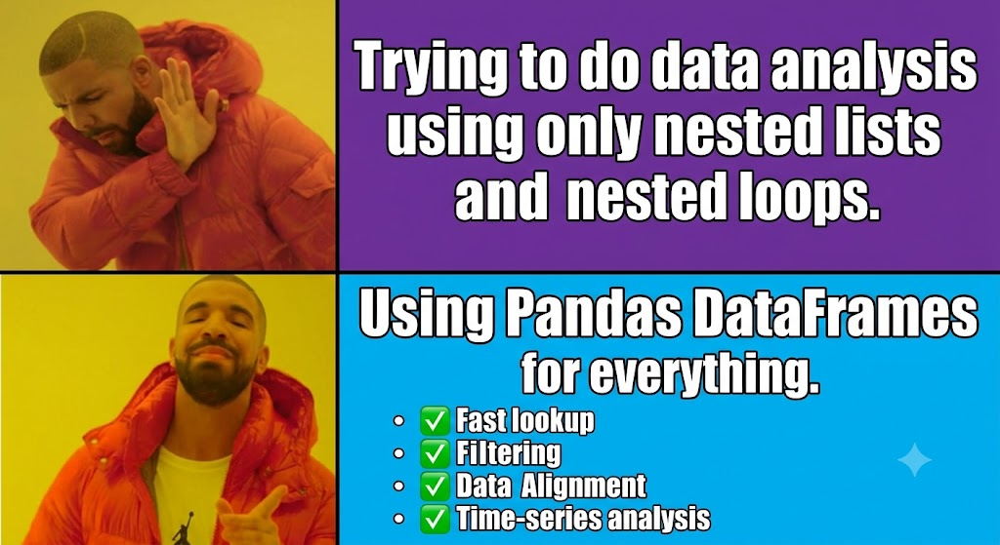 Trying to do data analysis
using only nested lists
and nested loops.
Using Pandas DataFrames
for everything.
• ✅ Fast lookup
• ✅ Filtering
• ✅ Data Alignment
• ✅ Time-series analysis